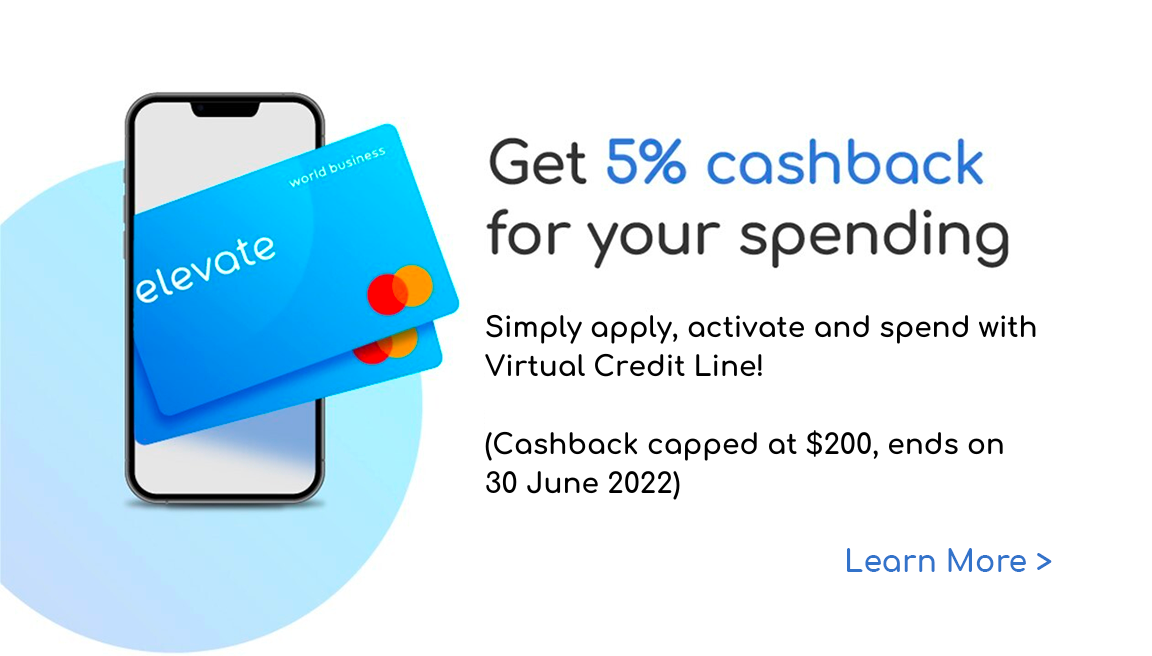 world business
elevate
Get 5% cashback
for your spending
Simply apply, activate and spend with
Virtual Credit Line!
(Cashback capped at $200, ends on
30 June 2022)
Learn More >